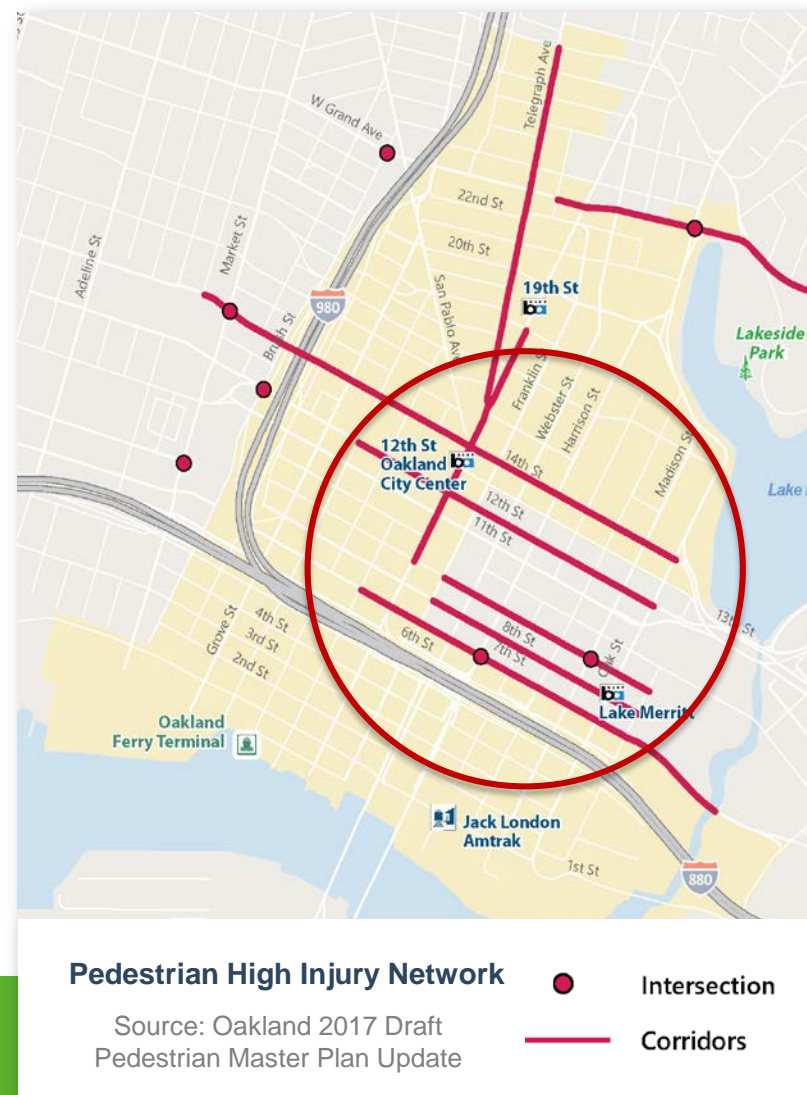 W Grand Ave
Telegraph Ave
22nd St
20th St
Market St
Adeline St
San Pablo Ave
19th St
980
Brush St
Lakeside
Park
Franklin S
Webster St
Harrison St
Madison St
12th St
Oakland
City Center
14th St
12th St
11th St
Lake
13th St
8th St
7th St
6th St
Oak St
4th St
3rd St
2nd St
Grove St
Lake Merritt
Oakland
Ferry Terminal
Jack London
Amtrak
1st St
880
Pedestrian High Injury Network
Source: Oakland 2017 Draft
Pedestrian Master Plan Update
Intersection
Corridors